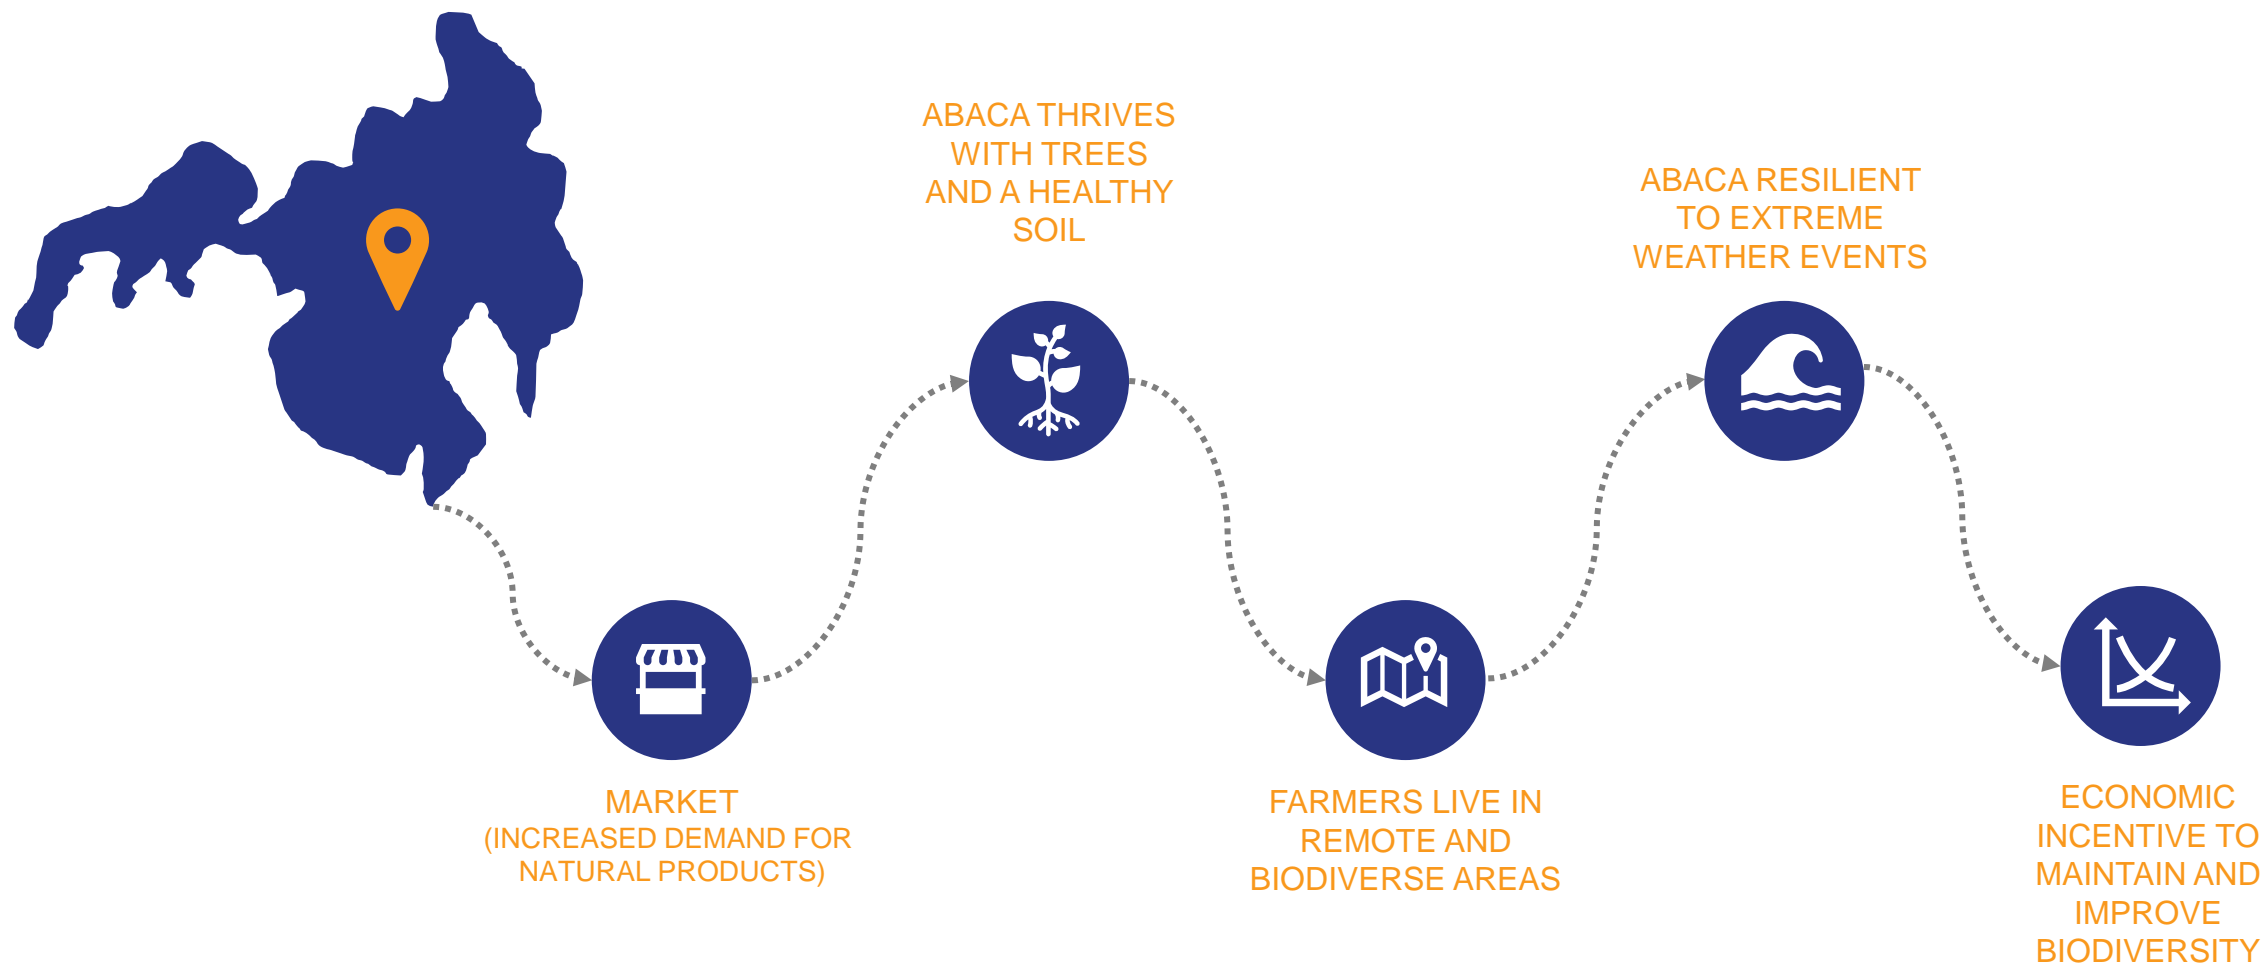 MARKET
(INCREASED DEMAND FOR
NATURAL PRODUCTS)
ABACA THRIVES
WITH TREES
AND A HEALTHY
SOIL
FARMERS LIVE IN
REMOTE AND
BIODIVERSE AREAS
ABACA RESILIENT
TO EXTREME
WEATHER EVENTS
ECONOMIC
INCENTIVE TO
MAINTAIN AND
IMPROVE
BIODIVERSITY